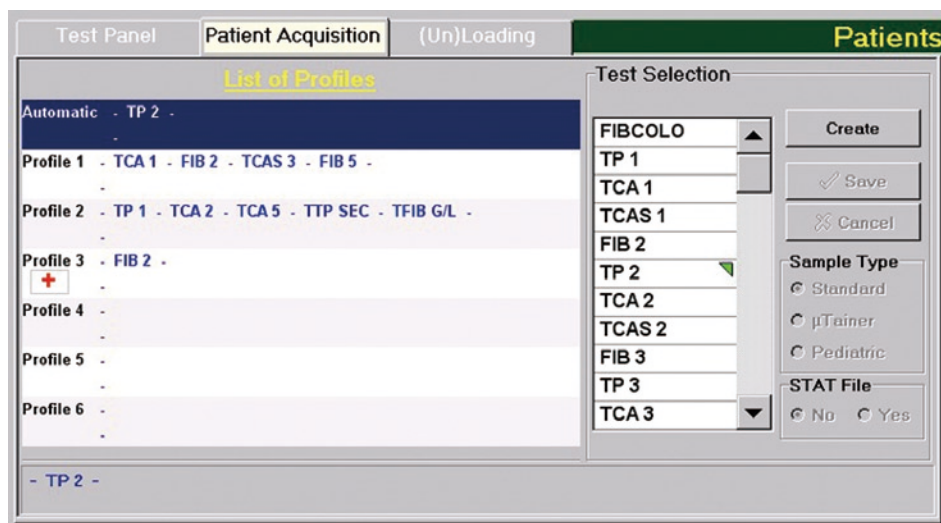 Test Panel
Patient Acquisition
(Un)Loading
Patients
List of Profiles
Automatic - TP 2 -
-
Profile 1 - TCA 1 - FIB 2 - TCAS 3 - FIB 5 -
-
Profile 2 - TP 1 - TCA 2 - TCA 5 - TTP SEC - TFIB G/L -
-
Profile 3 - FIB 2 -
-
Profile 4 -
-
Profile 5 -
-
Profile 6 -
-
- TP 2 -
Test Selection
FIBCOLO
TP 1
TCA 1
TCAS 1
FIB 2
TP 2
TCA 2
TCAS 2
FIB 3
TP 3
TCA 3
Create
Save
Cancel
Sample Type
Standard
µTainer
Pediatric
STAT File
No Yes